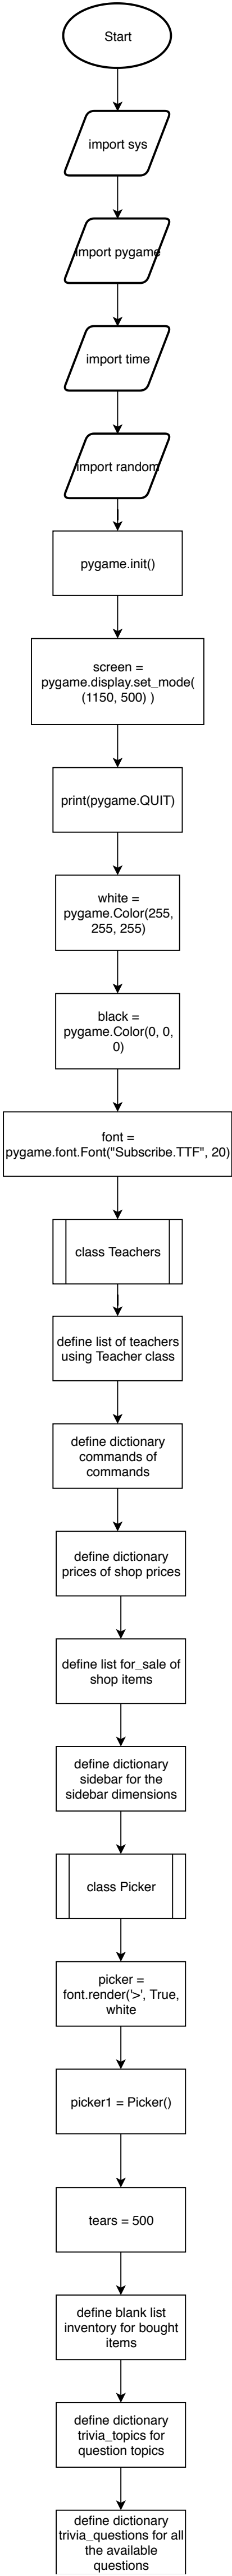 Start
import sys
import pygame
import time
import random
pygame.init()
screen =
pygame.display.set_mode(
(1150, 500) )
print(pygame.QUIT)
white =
pygame.Color(255,
255, 255)
black =
pygame.Color(0, 0,
0)
font =
pygame.font.Font("Subscribe.TTF", 20)
class Teachers
define list of teachers
using Teacher class
define dictionary
commands of
commands
define dictionary
prices of shop prices
define list for_sale of
shop items
define dictionary
sidebar for the
sidebar dimensions
class Picker
picker =
font.render('>', True,
white
picker1 = Picker()
tears = 500
define blank list
inventory for bought
items
define dictionary
trivia_topics for
question topics
define dictionary
trivia_questions for all
the available
questions